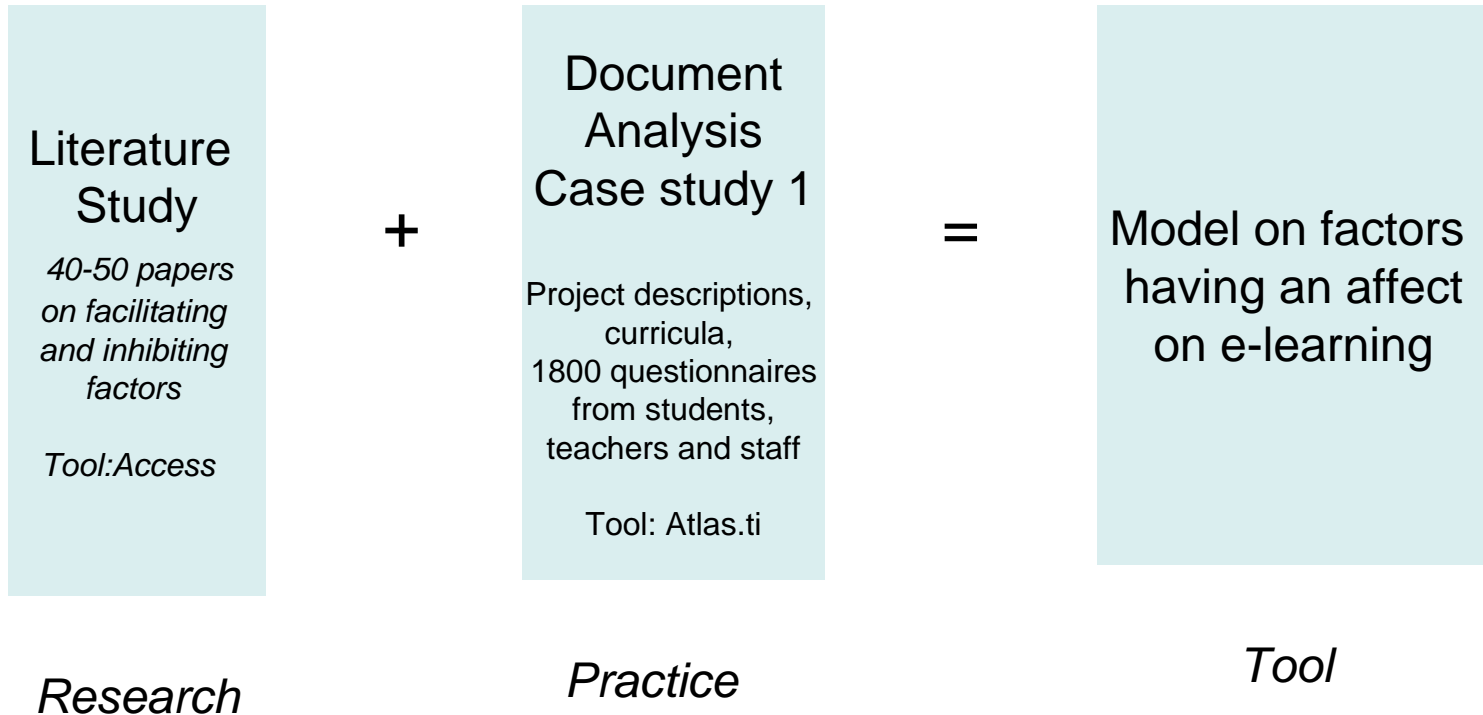 Literature
Study
40-50 papers
on facilitating
and inhibiting
factors
Tool:Access
Research
+
Document
Analysis
Case study 1
Project descriptions,
curricula,
1800 questionnaires
from students,
teachers and staff
Tool: Atlas.ti
Practice
=
Model on factors
having an affect
on e-learning
Tool